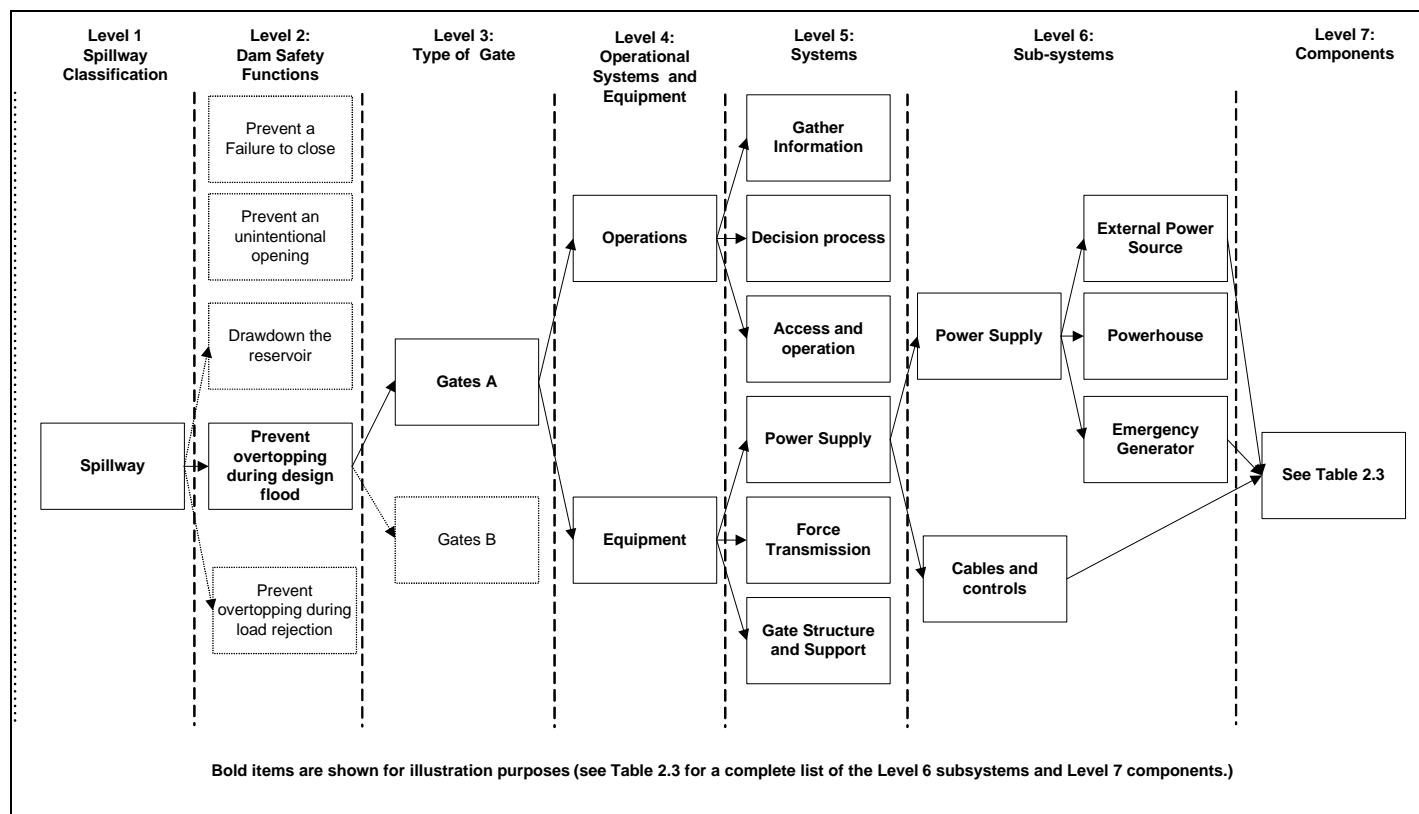 Level 1
Spillway
Classification
Level 2:
Dam Safety
Functions
Level 3:
Type of Gate
Level 4:
Operational
Systems and
Equipment
Level 5:
Systems
Level 6:
Sub-systems
Level 7:
Components
Spillway
Prevent a
Failure to close
Prevent an
unintentional
opening
Drawdown the
reservoir
Prevent
overtopping
during design
flood
Prevent
overtopping during
load rejection
Gates A
Gates B
Operations
Equipment
Gather
Information
Decision process
Access and
operation
Power Supply
Force
Transmission
Gate Structure
and Support
Power Supply
Cables and
controls
External Power
Source
Powerhouse
Emergency
Generator
See Table 2.3
Bold items are shown for illustration purposes (see Table 2.3 for a complete list of the Level 6 subsystems and Level 7 components.)